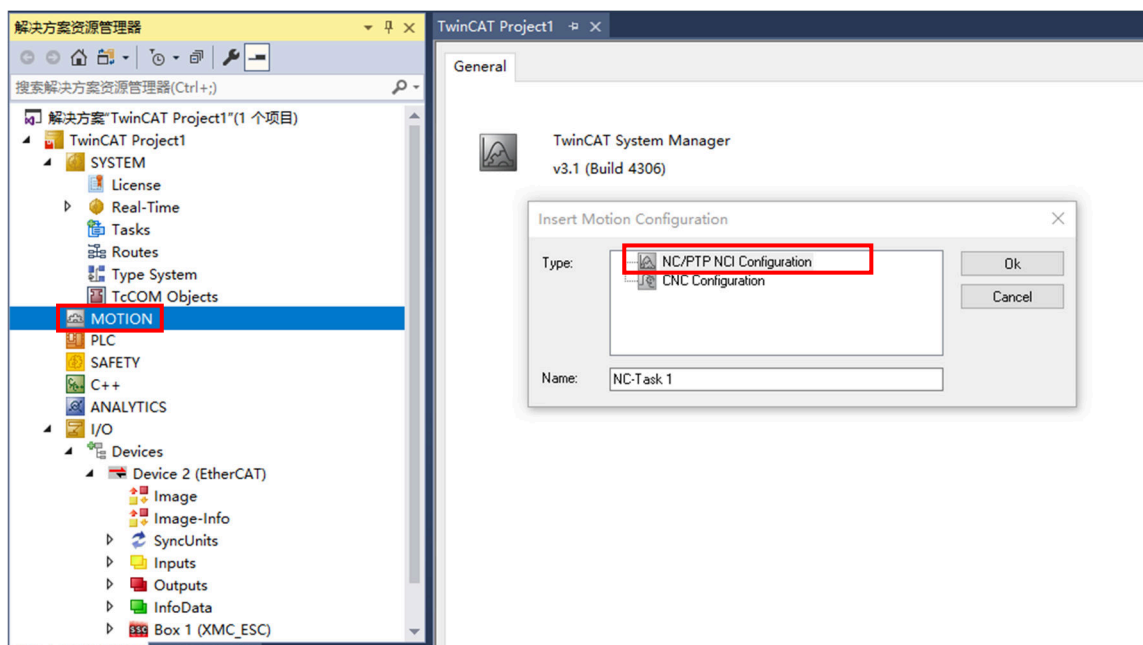 解决方案资源管理器
搜索解决方案资源管理器(Ctrl+;)
解决方案"TwinCAT Project1"(1 个项目)
TwinCAT Project1
SYSTEM
License
Real-Time
Tasks
Routes
Type System
TcCOM Objects
MOTION
PLC
SAFETY
C++
ANALYTICS
I/O
Devices
Device 2 (EtherCAT)
Image
Image-Info
SyncUnits
Inputs
Outputs
InfoData
Box 1 (XMC_ESC)
TwinCAT Project1
General
TwinCAT System Manager
v3.1 (Build 4306)
Insert Motion Configuration
Type:
NC/PTP NCI Configuration
CNC Configuration
Ok
Cancel
Name:
NC-Task 1